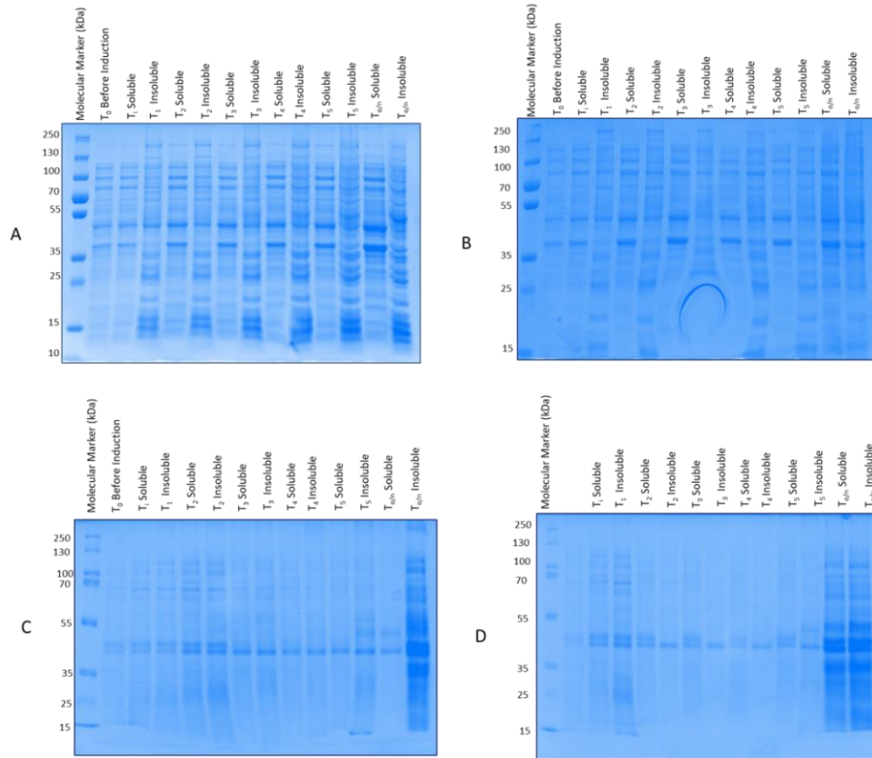 Molecular Marker (kDa)
T₀ Before Induction
Tᵢ Soluble
T₁ Insoluble
T₂ Soluble
T₂ Insoluble
T₃ Soluble
T₃ Insoluble
T₄ Soluble
T₄ Insoluble
T₅ Soluble
T₅ Insoluble
Tₒ/ₙ Soluble
Tₒ/ₙ Insoluble
A
250
130
100
70
55
35
25
15
10
Molecular Marker (kDa)
T₀ Before Induction
Tᵢ Soluble
T₁ Insoluble
T₂ Soluble
T₂ Insoluble
T₃ Soluble
T₃ Insoluble
T₄ Soluble
T₄ Insoluble
T₅ Soluble
T₅ Insoluble
Tₒ/ₙ Soluble
Tₒ/ₙ Insoluble
B
250
130
100
70
55
35
25
15
Molecular Marker (kDa)
T₀ Before Induction
Tᵢ Soluble
T₁ Insoluble
T₂ Soluble
T₂ Insoluble
T₃ Soluble
T₃ Insoluble
T₄ Soluble
T₄ Insoluble
T₅ Soluble
T₅ Insoluble
Tₒ/ₙ Soluble
Tₒ/ₙ Insoluble
C
250
130
100
70
55
35
25
15
Molecular Marker (kDa)
Tᵢ Soluble
T₁ Insoluble
T₂ Soluble
T₂ Insoluble
T₃ Soluble
T₃ Insoluble
T₄ Soluble
T₄ Insoluble
T₅ Soluble
T₅ Insoluble
Tₒ/ₙ Soluble
Tₒ/ₙ Insoluble
D
250
130
100
70
55
35
25
15